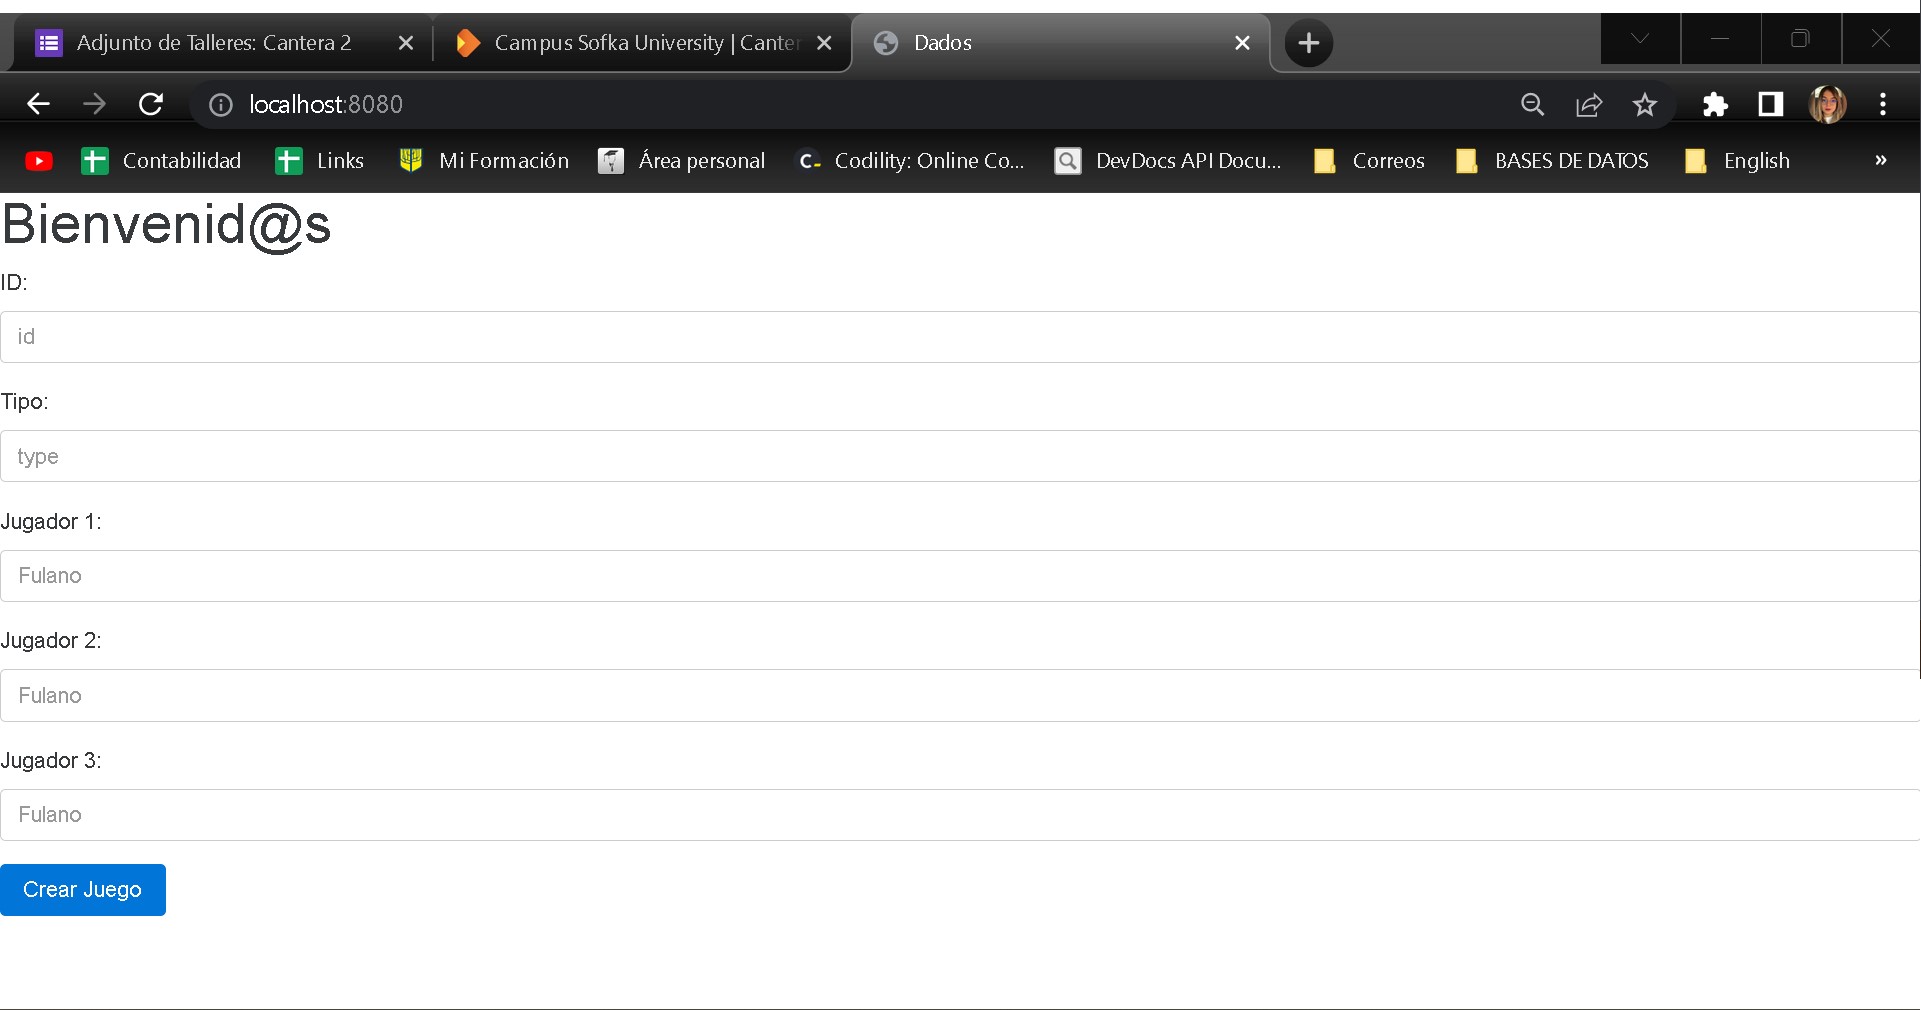 Adjunto de Talleres: Cantera 2
Campus Sofka University | Canter
Dados
localhost:8080
Contabilidad
Links
Mi Formación
Área personal
C-
Codility: Online Co...
DevDocs API Docu...
Correos
BASES DE DATOS
English
»
Bienvenid@s
ID:
id
Tipo:
type
Jugador 1:
Fulano
Jugador 2:
Fulano
Jugador 3:
Fulano
Crear Juego